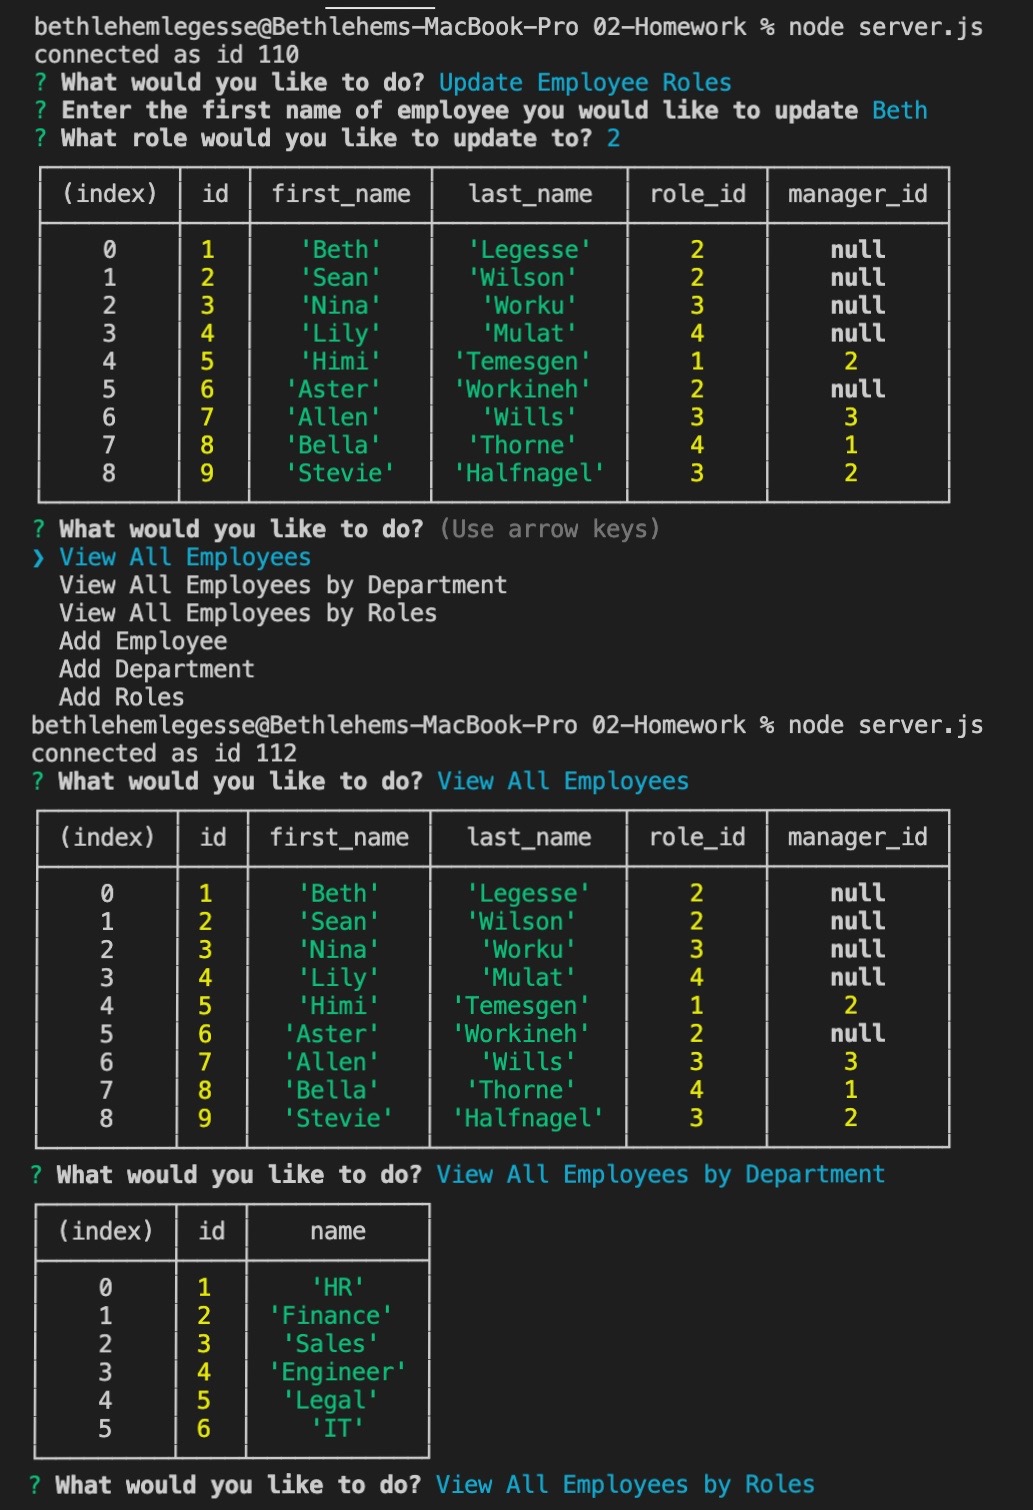 bethlehemlegesse@Bethlehems-MacBook-Pro 02-Homework % node server.js
connected as id 110
? What would you like to do? Update Employee Roles
? Enter the first name of employee you would like to update Beth
? What role would you like to update to? 2
(index) id first_name last_name role_id manager_id
0 1 'Beth' 'Legesse' 2 null
1 2 'Sean' 'Wilson' 2 null
2 3 'Nina' 'Worku' 3 null
3 4 'Lily' 'Mulat' 4 null
4 5 'Himi' 'Temesgen' 1 2
5 6 'Aster' 'Workineh' 2 null
6 7 'Allen' 'Wills' 3 3
7 8 'Bella' 'Thorne' 4 1
8 9 'Stevie' 'Halfnagel' 3 2
? What would you like to do? (Use arrow keys)
❯ View All Employees
View All Employees by Department
View All Employees by Roles
Add Employee
Add Department
Add Roles
bethlehemlegesse@Bethlehems-MacBook-Pro 02-Homework % node server.js
connected as id 112
? What would you like to do? View All Employees
(index) id first_name last_name role_id manager_id
0 1 'Beth' 'Legesse' 2 null
1 2 'Sean' 'Wilson' 2 null
2 3 'Nina' 'Worku' 3 null
3 4 'Lily' 'Mulat' 4 null
4 5 'Himi' 'Temesgen' 1 2
5 6 'Aster' 'Workineh' 2 null
6 7 'Allen' 'Wills' 3 3
7 8 'Bella' 'Thorne' 4 1
8 9 'Stevie' 'Halfnagel' 3 2
? What would you like to do? View All Employees by Department
(index) id name
0 1 'HR'
1 2 'Finance'
2 3 'Sales'
3 4 'Engineer'
4 5 'Legal'
5 6 'IT'
? What would you like to do? View All Employees by Roles